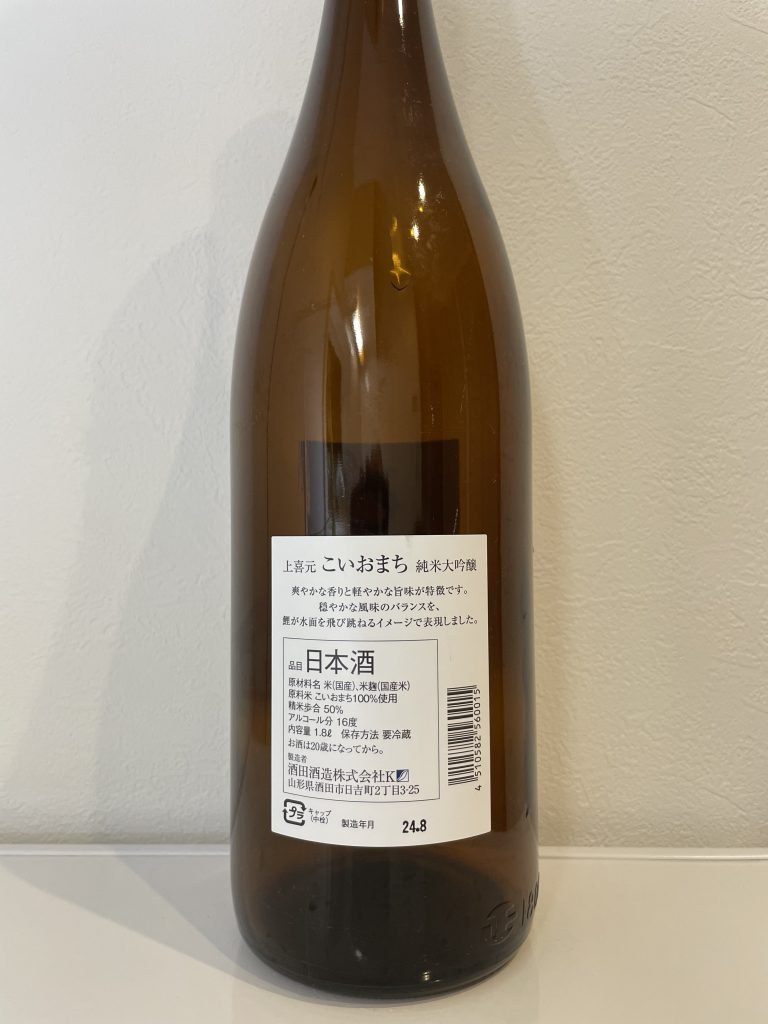 上喜元 こいおまち 純米大吟醸
爽やかな香りと軽やかな旨味が特徴です。
穏やかな風味のバランスを、
鯉が水面を飛び跳ねるイメージで表現しました。
品目 日本酒
原材料名 米(国産)、米麹(国産米)
原料米 こいおまち100%使用
精米歩合 50%
アルコール分 16度
内容量 1.8ℓ 保存方法 要冷蔵
お酒は20歳になってから。
製造者
酒田酒造株式会社K
山形県酒田市日吉町2丁目3-25
4 510582 560015
プラ
キャップ
(中栓)
製造年月 24.8